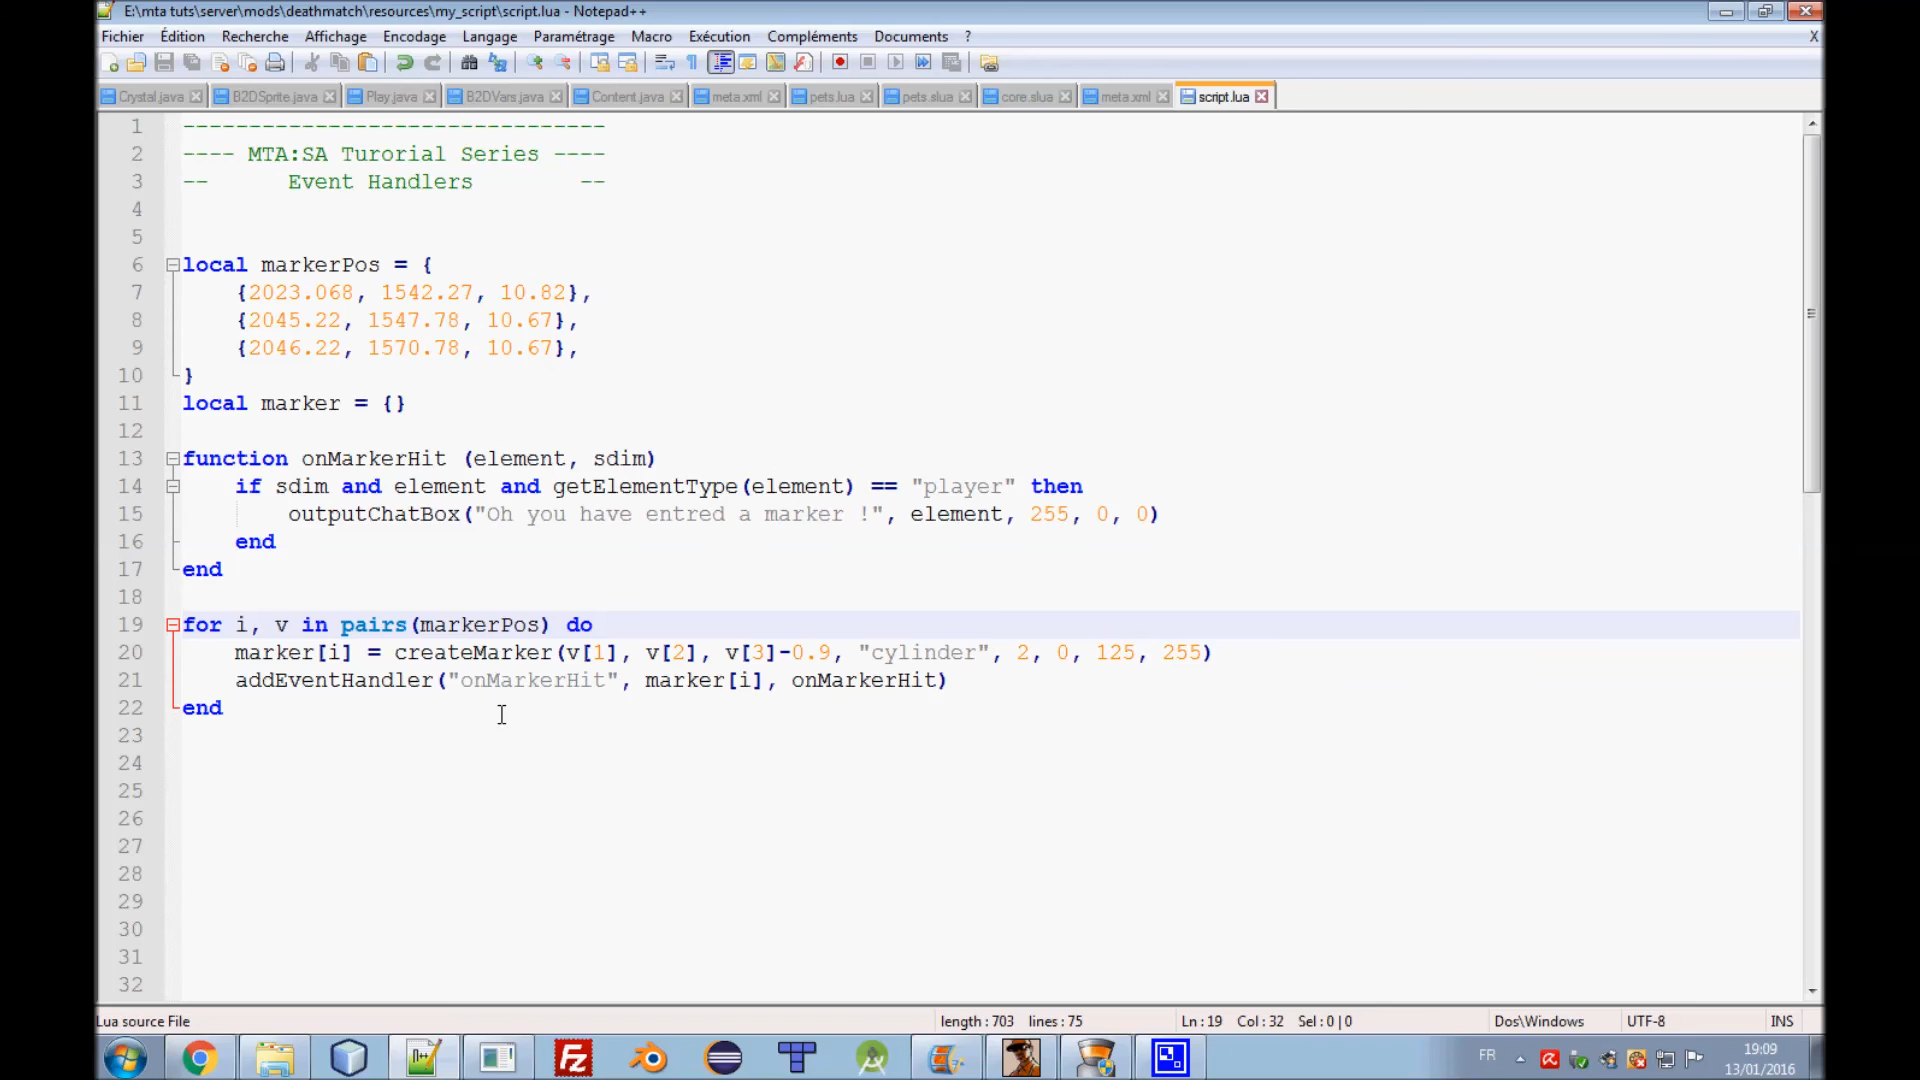 E:\mta tuts\server\mods\deathmatch\resources\my_script\script.lua - Notepad++
Fichier Édition Recherche Affichage Encodage Langage Paramétrage Macro Exécution Compléments Documents ? X
Crystal.java B2DSprite.java Play.java B2DVars.java Content.java meta.xml pets.lua pets.slua core.slua meta.xml script.lua
1 --------------------------------
2 ---- MTA:SA Turorial Series ----
3 -- Event Handlers --
4
5
6 local markerPos = {
7 {2023.068, 1542.27, 10.82},
8 {2045.22, 1547.78, 10.67},
9 {2046.22, 1570.78, 10.67},
10 }
11 local marker = {}
12
13 function onMarkerHit (element, sdim)
14 if sdim and element and getElementType(element) == "player" then
15 outputChatBox("Oh you have entred a marker !", element, 255, 0, 0)
16 end
17 end
18
19 for i, v in pairs(markerPos) do
20 marker[i] = createMarker(v[1], v[2], v[3]-0.9, "cylinder", 2, 0, 125, 255)
21 addEventHandler("onMarkerHit", marker[i], onMarkerHit)
22 end
23
24
25
26
27
28
29
30
31
32
Lua source File length : 703 lines : 75 Ln : 19 Col : 32 Sel : 0 | 0 Dos\Windows UTF-8 INS
FR 19:09
13/01/2016